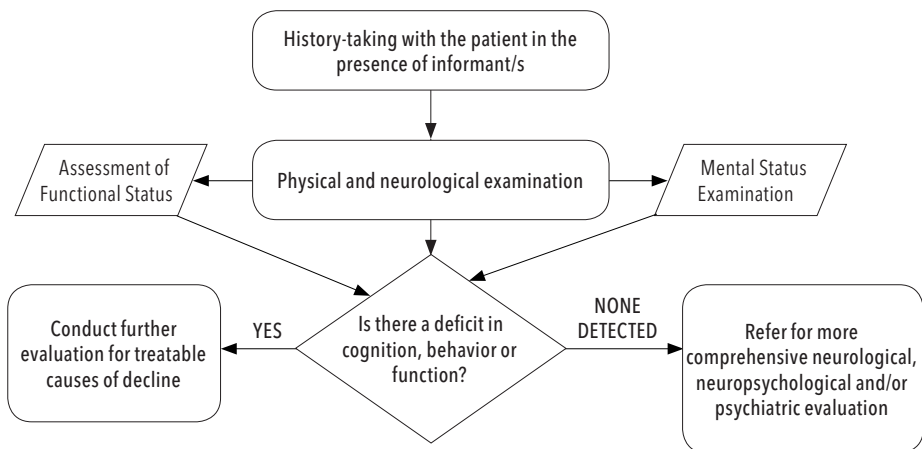 History-taking with the patient in the
presence of informant/s
Assessment of
Functional Status
Physical and neurological examination
Mental Status
Examination
Conduct further
evaluation for treatable
causes of decline
YES
Is there a deficit in
cognition, behavior or
function?
NONE
DETECTED
Refer for more
comprehensive neurological,
neuropsychological and/or
psychiatric evaluation